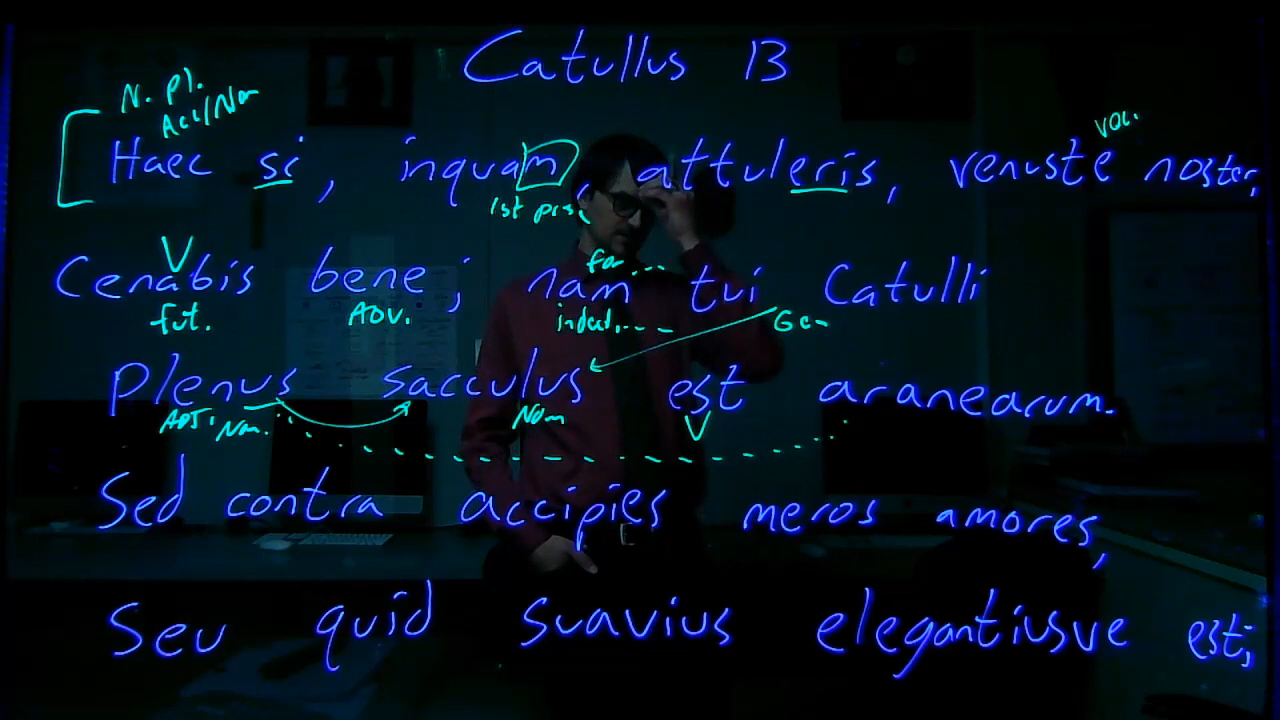 Catullus 13
N. Pl.
Acc/Nom
voc.
Haec si, inquam, attuleris, venuste noster,
1st pers.
V
for...
Cenabis bene; nam tui Catulli
fut.
ADV.
Gen
Plenus sacculus est aranearum.
ADJ. Nom.
Nom
V
Sed contra accipies meros amores,
Seu quid suavius elegantiusve est;